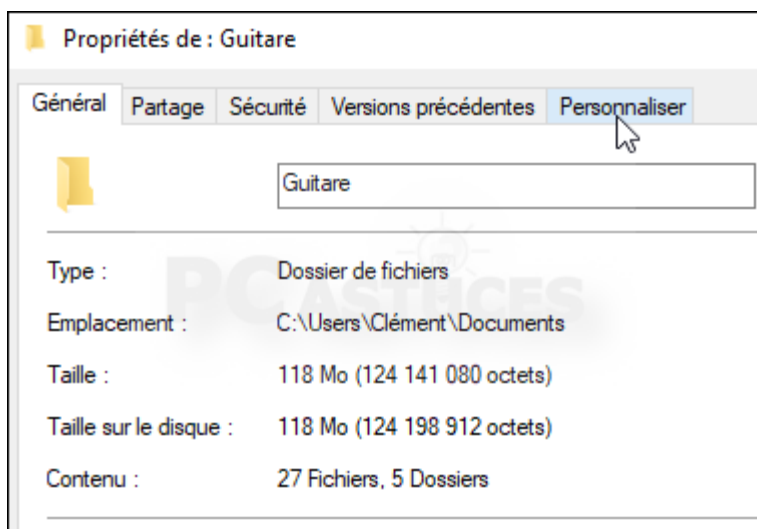 Propriétés de : Guitare
Général Partage Sécurité Versions précédentes Personnaliser
Guitare
PC ASTUCES
Type : Dossier de fichiers
Emplacement : C:\Users\Clément\Documents
Taille : 118 Mo (124 141 080 octets)
Taille sur le disque : 118 Mo (124 198 912 octets)
Contenu : 27 Fichiers, 5 Dossiers